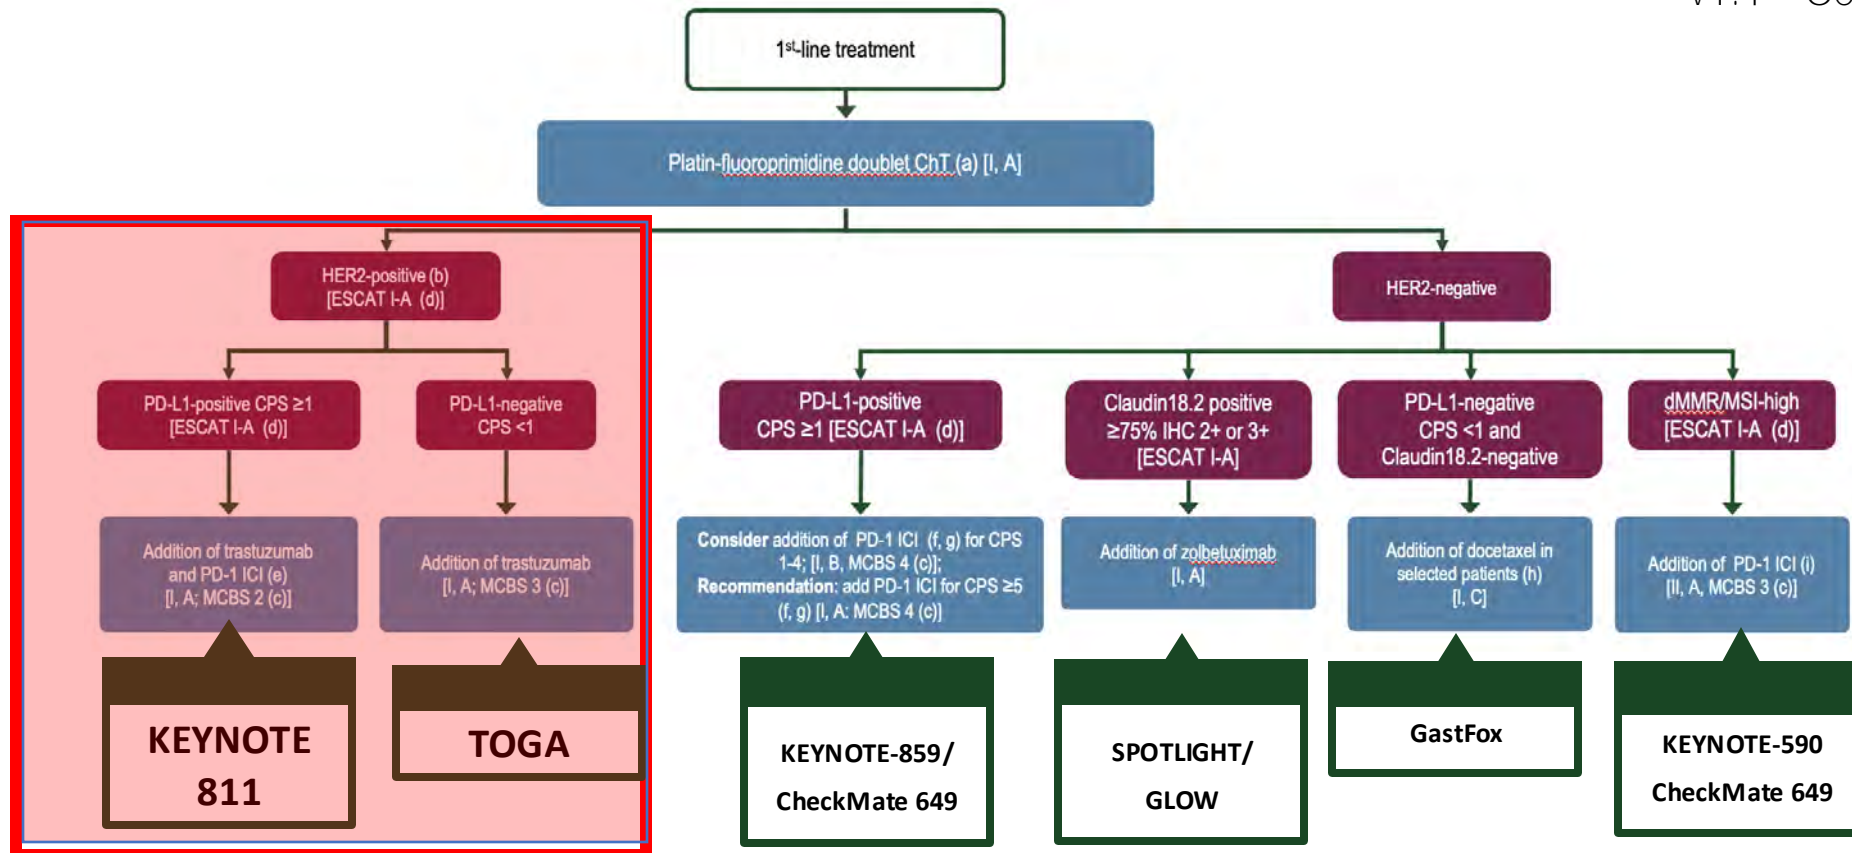 1st-line treatment
Platin-fluoroprimidine doublet ChT (a) [I, A]
HER2-positive (b)
[ESCAT I-A (d)]
HER2-negative
PD-L1-positive CPS ≥1
[ESCAT I-A (d)]
PD-L1-negative
CPS <1
PD-L1-positive
CPS ≥1 [ESCAT I-A (d)]
Claudin18.2 positive
≥75% IHC 2+ or 3+
[ESCAT I-A]
PD-L1-negative
CPS <1 and
Claudin18.2-negative
dMMR/MSI-high
[ESCAT I-A (d)]
Addition of trastuzumab
and PD-1 ICI (e)
[I, A; MCBS 2 (c)]
Addition of trastuzumab
[I, A; MCBS 3 (c)]
Consider addition of PD-1 ICI (f, g) for CPS
1-4; [I, B, MCBS 4 (c)];
Recommendation: add PD-1 ICI for CPS ≥5
(f, g) [I, A: MCBS 4 (c)]
Addition of zolbetuximab
[I, A]
Addition of docetaxel in
selected patients (h)
[I, C]
Addition of PD-1 ICI (i)
[II, A, MCBS 3 (c)]
KEYNOTE
811
TOGA
KEYNOTE-859/
CheckMate 649
SPOTLIGHT/
GLOW
GastFox
KEYNOTE-590
CheckMate 649